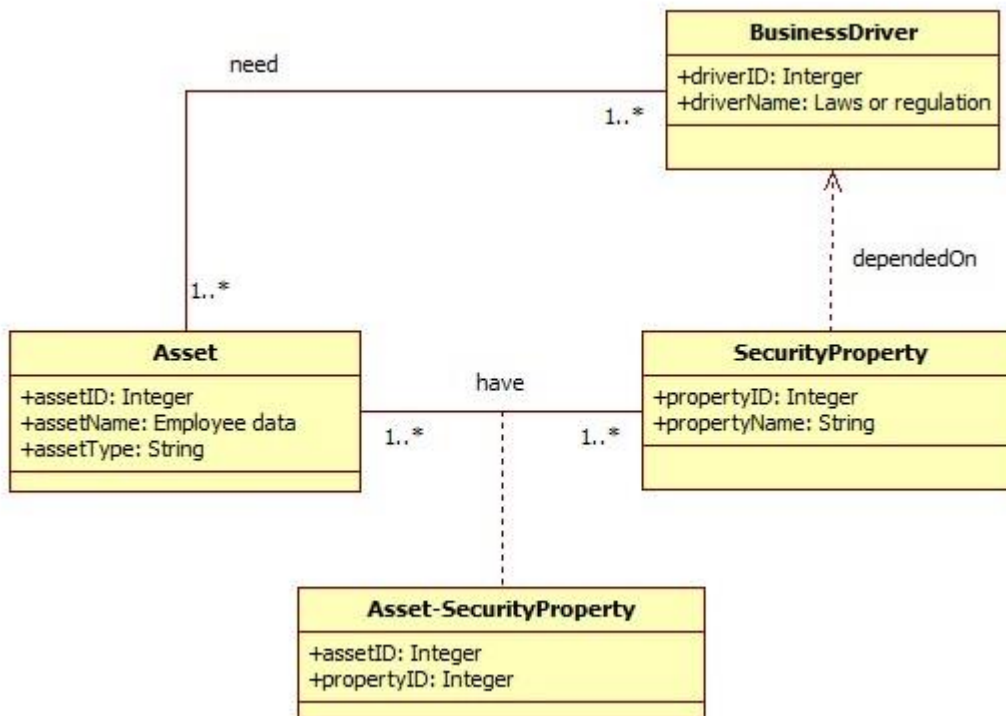 BusinessDriver
+driverID: Interger
+driverName: Laws or regulation
need
1..*
dependedOn
1..*
Asset
+assetID: Integer
+assetName: Employee data
+assetType: String
have
1..*
1..*
SecurityProperty
+propertyID: Integer
+propertyName: String
Asset-SecurityProperty
+assetID: Integer
+propertyID: Integer